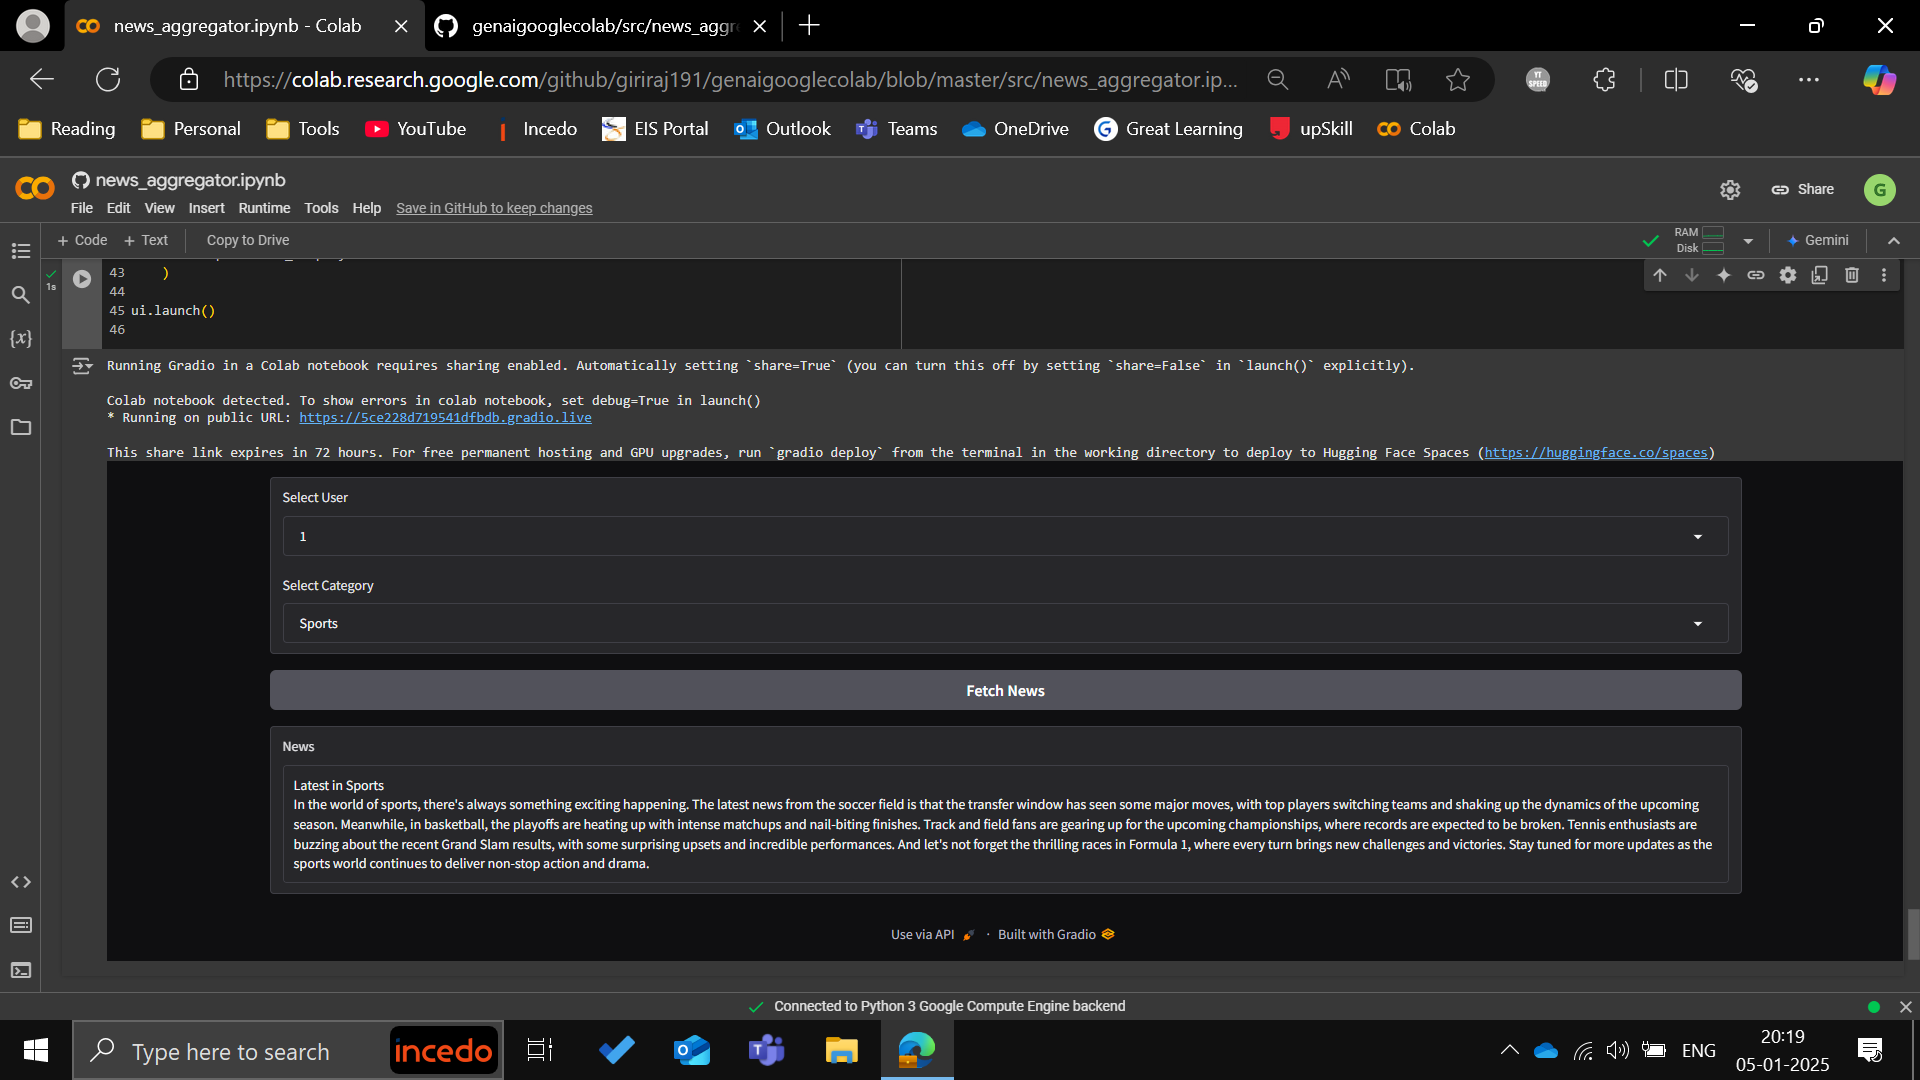 news_aggregator.ipynb - Colab
genaigooglecolab/src/news_aggr
https://colab.research.google.com/github/giriraj191/genaigooglecolab/blob/master/src/news_aggregator.ip...
YT SPEED
Reading Personal Tools YouTube Incedo EIS Portal Outlook Teams OneDrive Great Learning upSkill Colab
news_aggregator.ipynb
Share
G
File Edit View Insert Runtime Tools Help Save in GitHub to keep changes
+ Code + Text Copy to Drive
RAM
Disk
Gemini
1s
43 )
44
45 ui.launch()
46
Running Gradio in a Colab notebook requires sharing enabled. Automatically setting `share=True` (you can turn this off by setting `share=False` in `launch()` explicitly).
Colab notebook detected. To show errors in colab notebook, set debug=True in launch()
* Running on public URL: https://5ce228d719541dfbdb.gradio.live
This share link expires in 72 hours. For free permanent hosting and GPU upgrades, run `gradio deploy` from the terminal in the working directory to deploy to Hugging Face Spaces (https://huggingface.co/spaces)
Select User
1
Select Category
Sports
Fetch News
News
Latest in Sports
In the world of sports, there's always something exciting happening. The latest news from the soccer field is that the transfer window has seen some major moves, with top players switching teams and shaking up the dynamics of the upcoming
season. Meanwhile, in basketball, the playoffs are heating up with intense matchups and nail-biting finishes. Track and field fans are gearing up for the upcoming championships, where records are expected to be broken. Tennis enthusiasts are
buzzing about the recent Grand Slam results, with some surprising upsets and incredible performances. And let's not forget the thrilling races in Formula 1, where every turn brings new challenges and victories. Stay tuned for more updates as the
sports world continues to deliver non-stop action and drama.
Use via API · Built with Gradio
Connected to Python 3 Google Compute Engine backend
Type here to search
incedo
ENG
20:19
05-01-2025